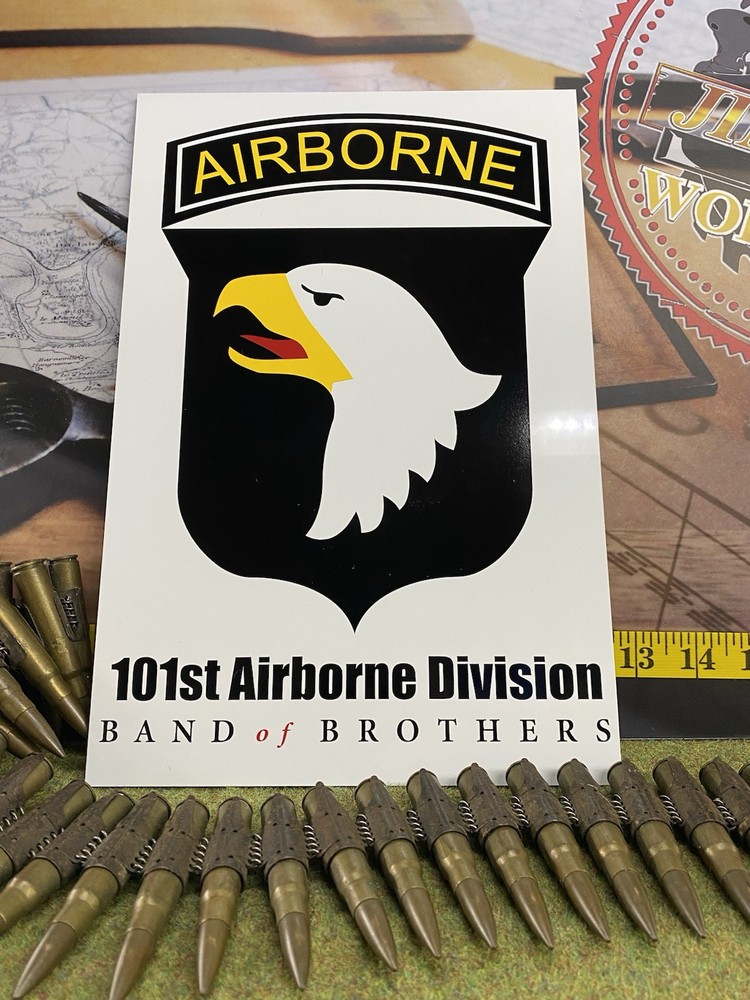 AIRBORNE
101st Airborne Division
BAND of BROTHERS
13 14